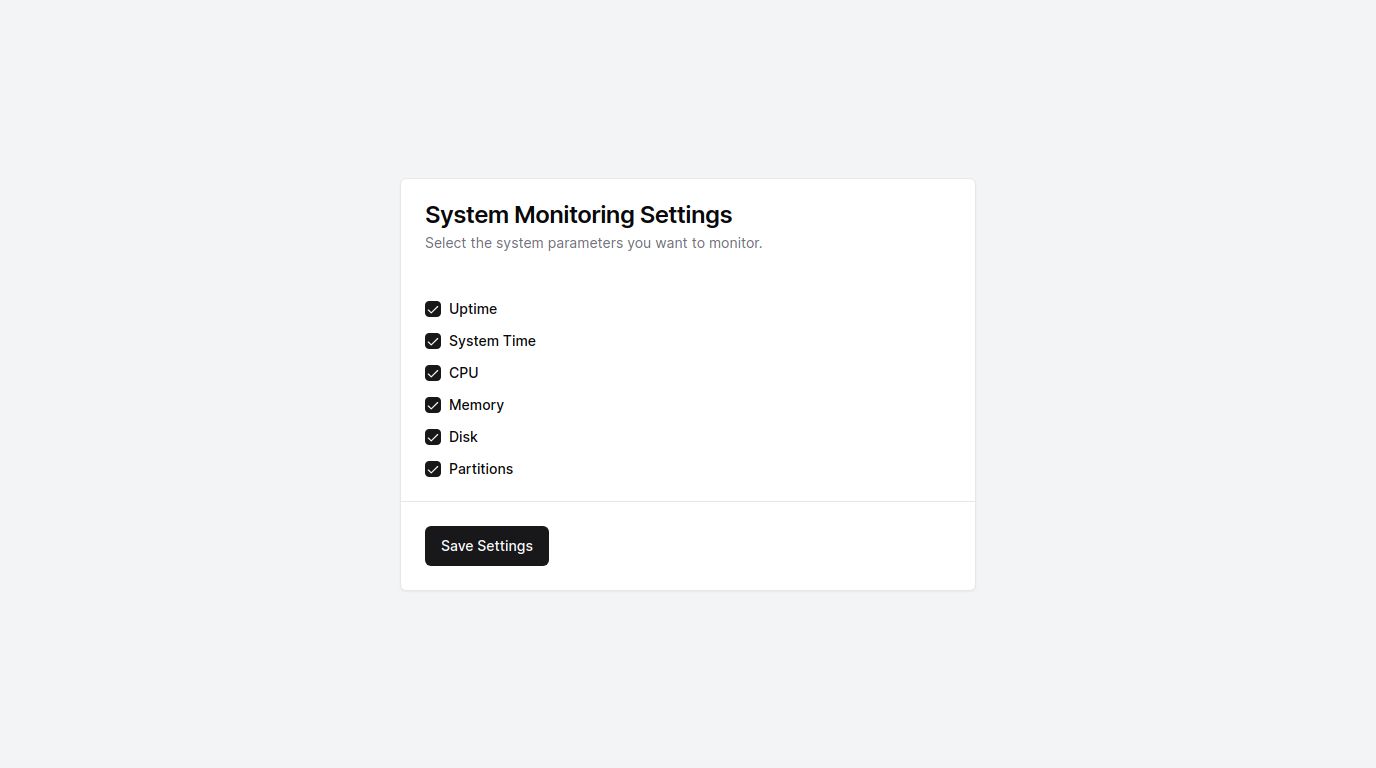 System Monitoring Settings
Select the system parameters you want to monitor.
Uptime
System Time
CPU
Memory
Disk
Partitions
Save Settings